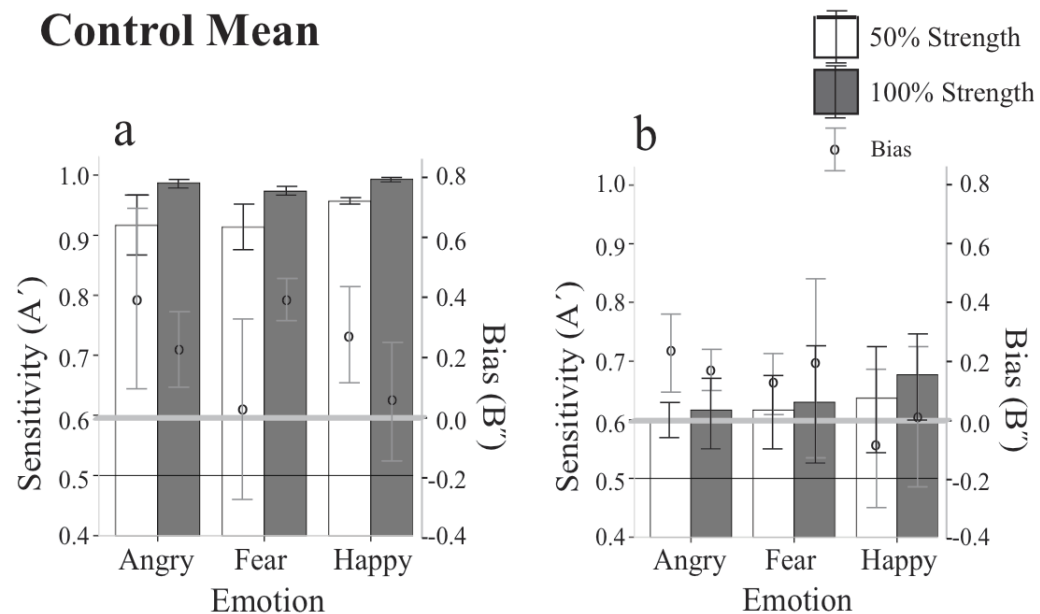 Control Mean
50% Strength
100% Strength
Bias
a
1.0
0.9
0.8
0.7
0.6
0.5
0.4
Sensitivity (A´)
0.8
0.6
0.4
0.2
0.0
-0.2
-0.4
Bias (B″)
Angry Fear Happy
Emotion
b
1.0
0.9
0.8
0.7
0.6
0.5
0.4
Sensitivity (A´)
0.8
0.6
0.4
0.2
0.0
-0.2
-0.4
Bias (B″)
Angry Fear Happy
Emotion